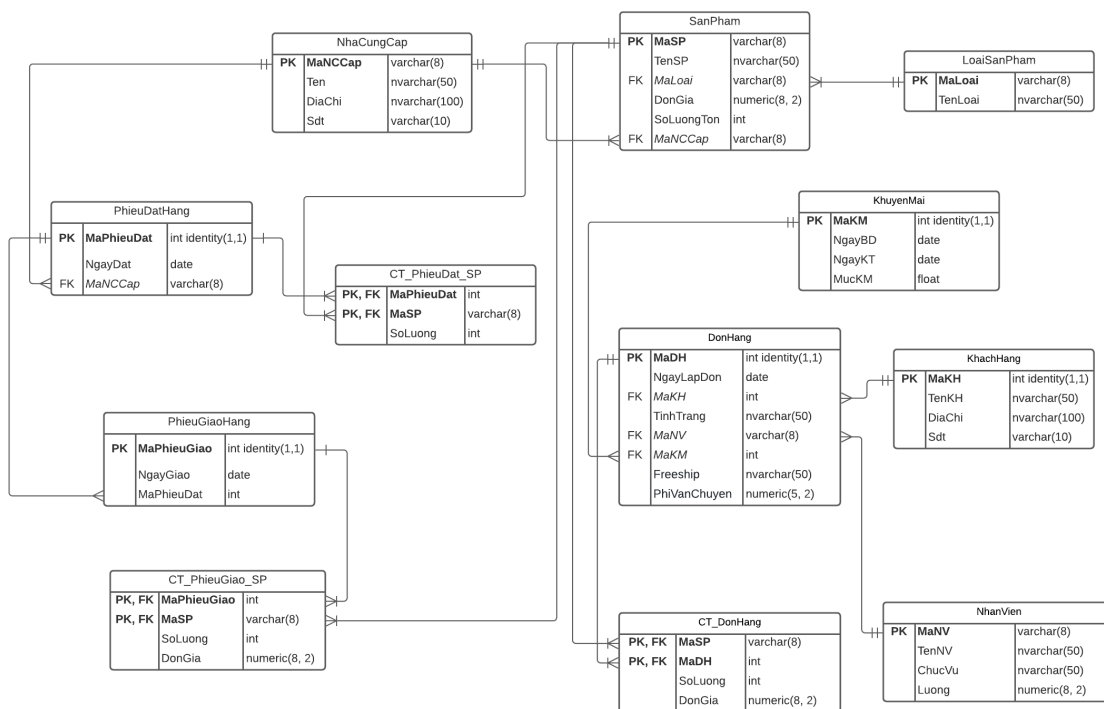 NhaCungCap
PK MaNCCap varchar(8)
Ten nvarchar(50)
DiaChi nvarchar(100)
Sdt varchar(10)
SanPham
PK MaSP varchar(8)
TenSP nvarchar(50)
FK MaLoai varchar(8)
DonGia numeric(8, 2)
SoLuongTon int
FK MaNCCap varchar(8)
LoaiSanPham
PK MaLoai varchar(8)
TenLoai nvarchar(50)
PhieuDatHang
PK MaPhieuDat int identity(1,1)
NgayDat date
FK MaNCCap varchar(8)
CT_PhieuDat_SP
PK, FK MaPhieuDat int
PK, FK MaSP varchar(8)
SoLuong int
KhuyenMai
PK MaKM int identity(1,1)
NgayBD date
NgayKT date
MucKM float
DonHang
PK MaDH int identity(1,1)
NgayLapDon date
FK MaKH int
TinhTrang nvarchar(50)
FK MaNV varchar(8)
FK MaKM int
Freeship nvarchar(50)
PhiVanChuyen numeric(5, 2)
KhachHang
PK MaKH int identity(1,1)
TenKH nvarchar(50)
DiaChi nvarchar(100)
Sdt varchar(10)
PhieuGiaoHang
PK MaPhieuGiao int identity(1,1)
NgayGiao date
MaPhieuDat int
CT_PhieuGiao_SP
PK, FK MaPhieuGiao int
PK, FK MaSP varchar(8)
SoLuong int
DonGia numeric(8, 2)
CT_DonHang
PK, FK MaSP varchar(8)
PK, FK MaDH int
SoLuong int
DonGia numeric(8, 2)
NhanVien
PK MaNV varchar(8)
TenNV nvarchar(50)
ChucVu nvarchar(50)
Luong numeric(8, 2)